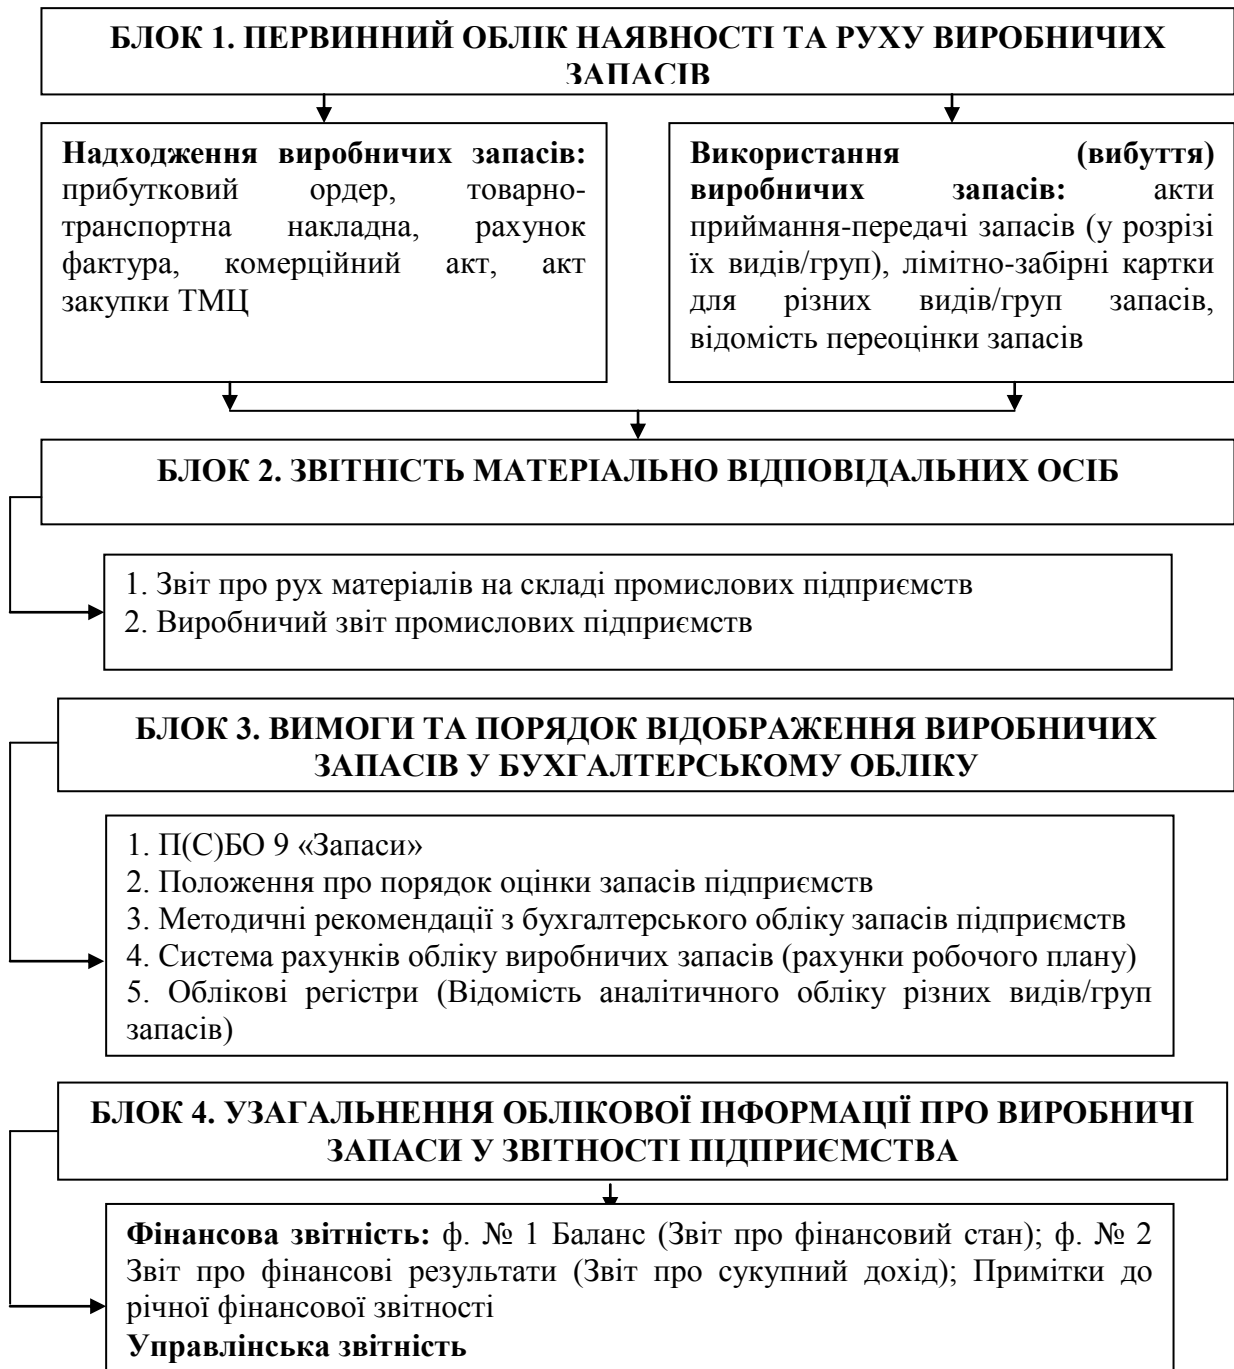 БЛОК 1. ПЕРВИННИЙ ОБЛІК НАЯВНОСТІ ТА РУХУ ВИРОБНИЧИХ
ЗАПАСІВ
Надходження виробничих запасів:
прибутковий ордер, товарно-
транспортна накладна, рахунок
фактура, комерційний акт, акт
закупки ТМЦ
Використання (вибуття)
виробничих запасів: акти
приймання-передачі запасів (у розрізі
їх видів/груп), лімітно-забірні картки
для різних видів/груп запасів,
відомість переоцінки запасів
БЛОК 2. ЗВІТНІСТЬ МАТЕРІАЛЬНО ВІДПОВІДАЛЬНИХ ОСІБ
1. Звіт про рух матеріалів на складі промислових підприємств
2. Виробничий звіт промислових підприємств
БЛОК 3. ВИМОГИ ТА ПОРЯДОК ВІДОБРАЖЕННЯ ВИРОБНИЧИХ
ЗАПАСІВ У БУХГАЛТЕРСЬКОМУ ОБЛІКУ
1. П(С)БО 9 «Запаси»
2. Положення про порядок оцінки запасів підприємств
3. Методичні рекомендації з бухгалтерського обліку запасів підприємств
4. Система рахунків обліку виробничих запасів (рахунки робочого плану)
5. Облікові регістри (Відомість аналітичного обліку різних видів/груп
запасів)
БЛОК 4. УЗАГАЛЬНЕННЯ ОБЛІКОВОЇ ІНФОРМАЦІЇ ПРО ВИРОБНИЧІ
ЗАПАСИ У ЗВІТНОСТІ ПІДПРИЄМСТВА
Фінансова звітність: ф. № 1 Баланс (Звіт про фінансовий стан); ф. № 2
Звіт про фінансові результати (Звіт про сукупний дохід); Примітки до
річної фінансової звітності
Управлінська звітність